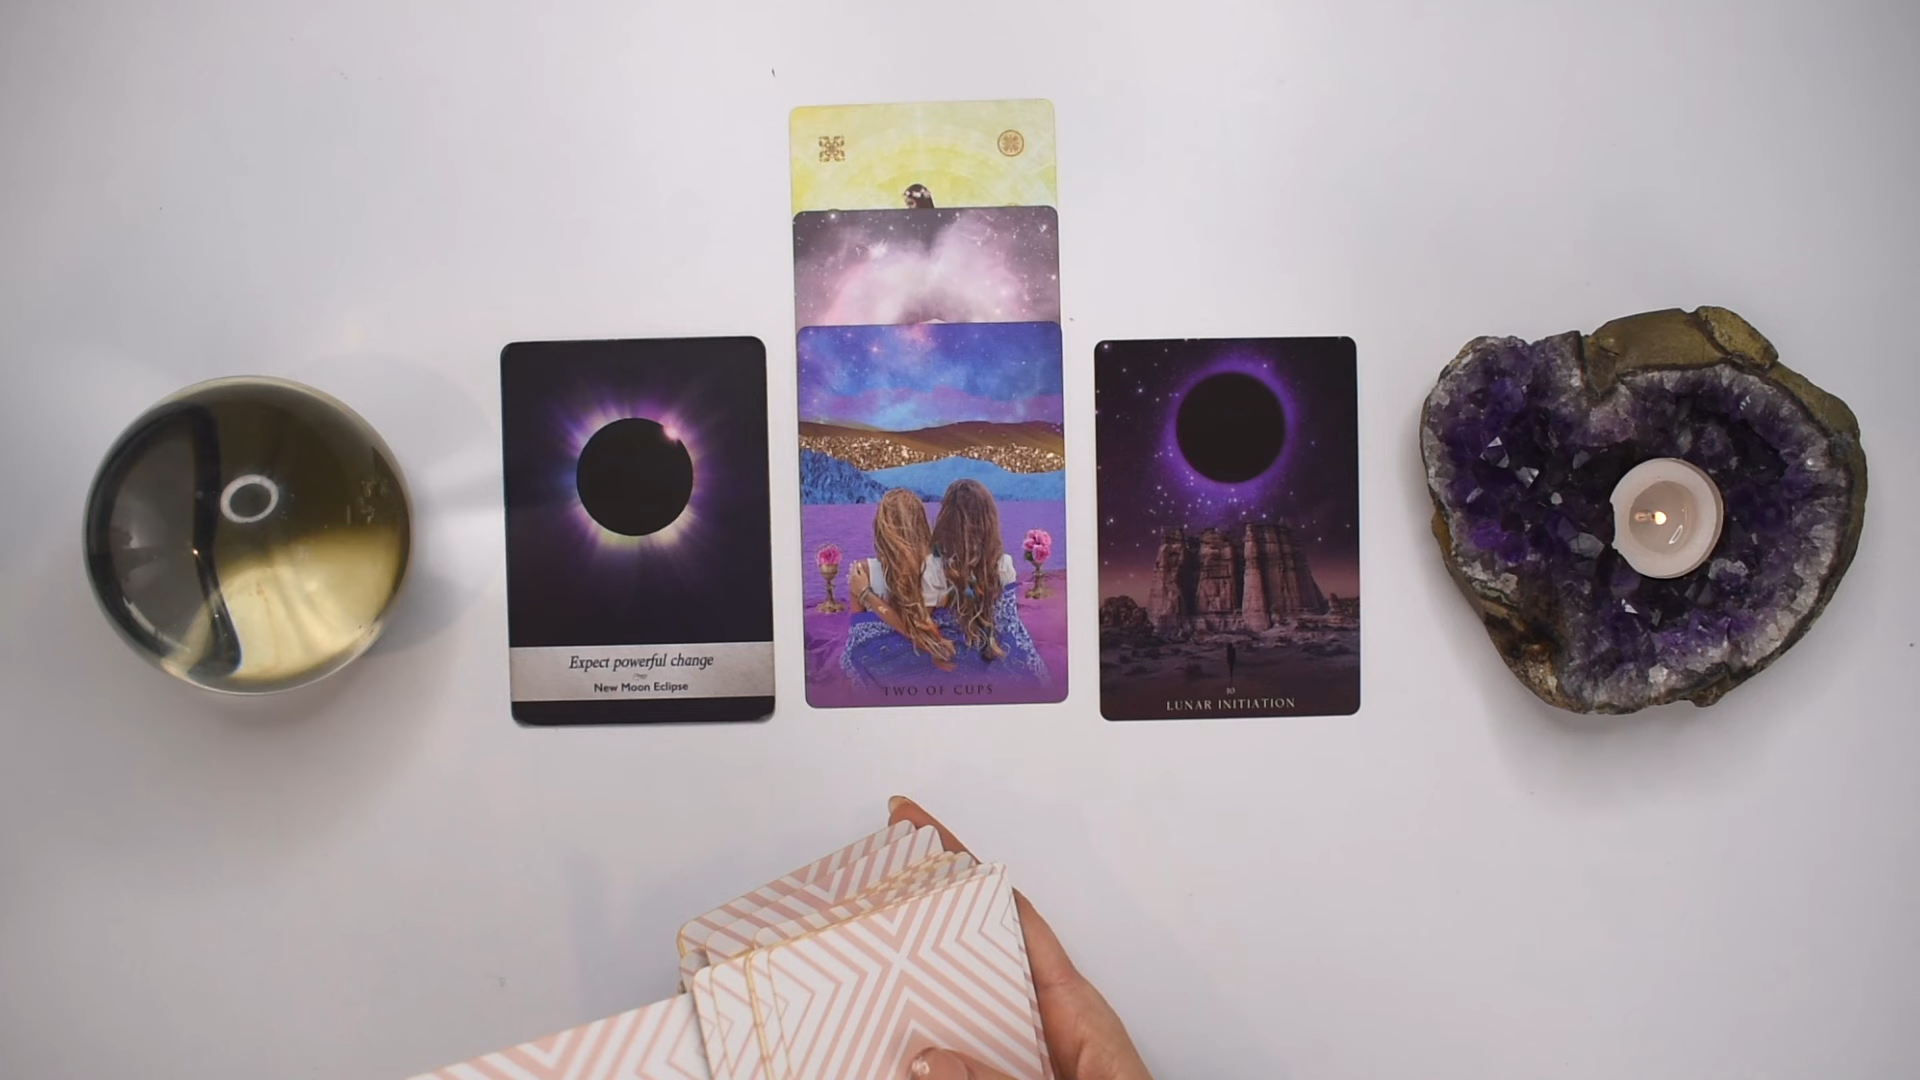 Expect powerful change
New Moon Eclipse
TWO OF CUPS
10
LUNAR INITIATION